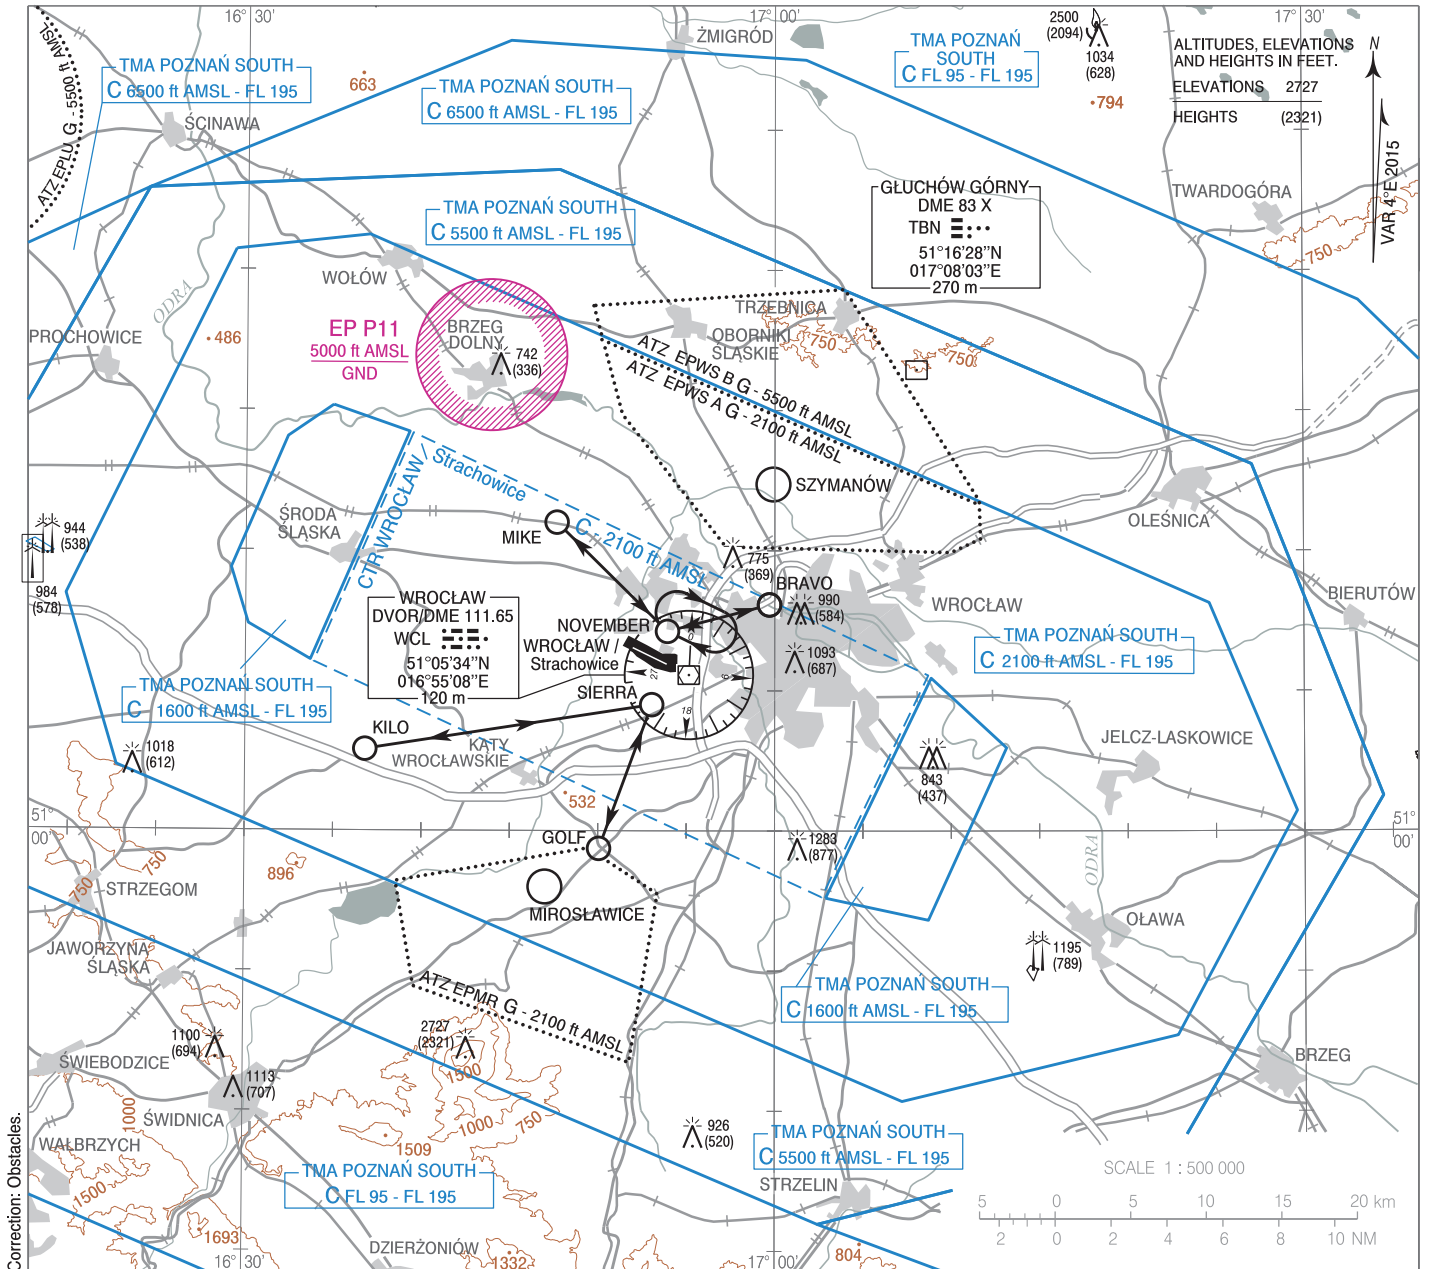 16° 30'
17° 00'
17° 30'
ATZ EPLU G - 5500 ft AMSL
TMA POZNAŃ SOUTH
C 6500 ft AMSL - FL 195
663
TMA POZNAŃ SOUTH
C 6500 ft AMSL - FL 195
ŻMIGRÓD
TMA POZNAŃ
SOUTH
C FL 95 - FL 195
2500
(2094)
1034
(628)
794
ALTITUDES, ELEVATIONS
AND HEIGHTS IN FEET.
ELEVATIONS 2727
HEIGHTS (2321)
N
VAR 4°E 2015
ŚCINAWA
TMA POZNAŃ SOUTH
C 5500 ft AMSL - FL 195
GŁUCHÓW GÓRNY
DME 83 X
TBN
51°16'28''N
017°08'03''E
270 m
TWARDOGÓRA
750
WOŁÓW
ODRA
PROCHOWICE
486
EP P11
5000 ft AMSL
GND
BRZEG
DOLNY
742
(336)
TRZEBNICA
OBORNIKI
ŚLĄSKIE
750
750
ATZ EPWS B G - 5500 ft AMSL
ATZ EPWS A G - 2100 ft AMSL
CTR WROCŁAW / Strachowice
C - 2100 ft AMSL
SZYMANÓW
OLEŚNICA
944
(538)
984
(578)
ŚRODA
ŚLĄSKA
MIKE
775
(369)
BRAVO
990
(584)
WROCŁAW
BIERUTÓW
WROCŁAW
DVOR/DME 111.65
WCL
51°05'34''N
016°55'08''E
120 m
NOVEMBER
WROCŁAW /
Strachowice
0
9
18
27
1093
(687)
TMA POZNAŃ SOUTH
C 2100 ft AMSL - FL 195
SIERRA
TMA POZNAŃ SOUTH
C 1600 ft AMSL - FL 195
KILO
KĄTY
WROCŁAWSKIE
1018
(612)
JELCZ-LASKOWICE
843
(437)
532
51°
00'
51°
00'
GOLF
1283
(877)
ODRA
750
750
896
STRZEGOM
MIROSŁAWICE
OŁAWA
JAWORZYNA
ŚLĄSKA
1195
(789)
ATZ EPMR G - 2100 ft AMSL
TMA POZNAŃ SOUTH
C 1600 ft AMSL - FL 195
1100
(694)
2727
(2321)
1500
ŚWIEBODZICE
BRZEG
1113
(707)
1000
ŚWIDNICA
1000
750
926
(520)
WAŁBRZYCH
1509
TMA POZNAŃ SOUTH
C 5500 ft AMSL - FL 195
TMA POZNAŃ SOUTH
C FL 95 - FL 195
1500
STRZELIN
SCALE 1 : 500 000
5 0 5 10 15 20 km
2 0 2 4 6 8 10 NM
1693
DZIERŻONIÓW
1332
804
16° 30'
17° 00'
Correction: Obstacles.